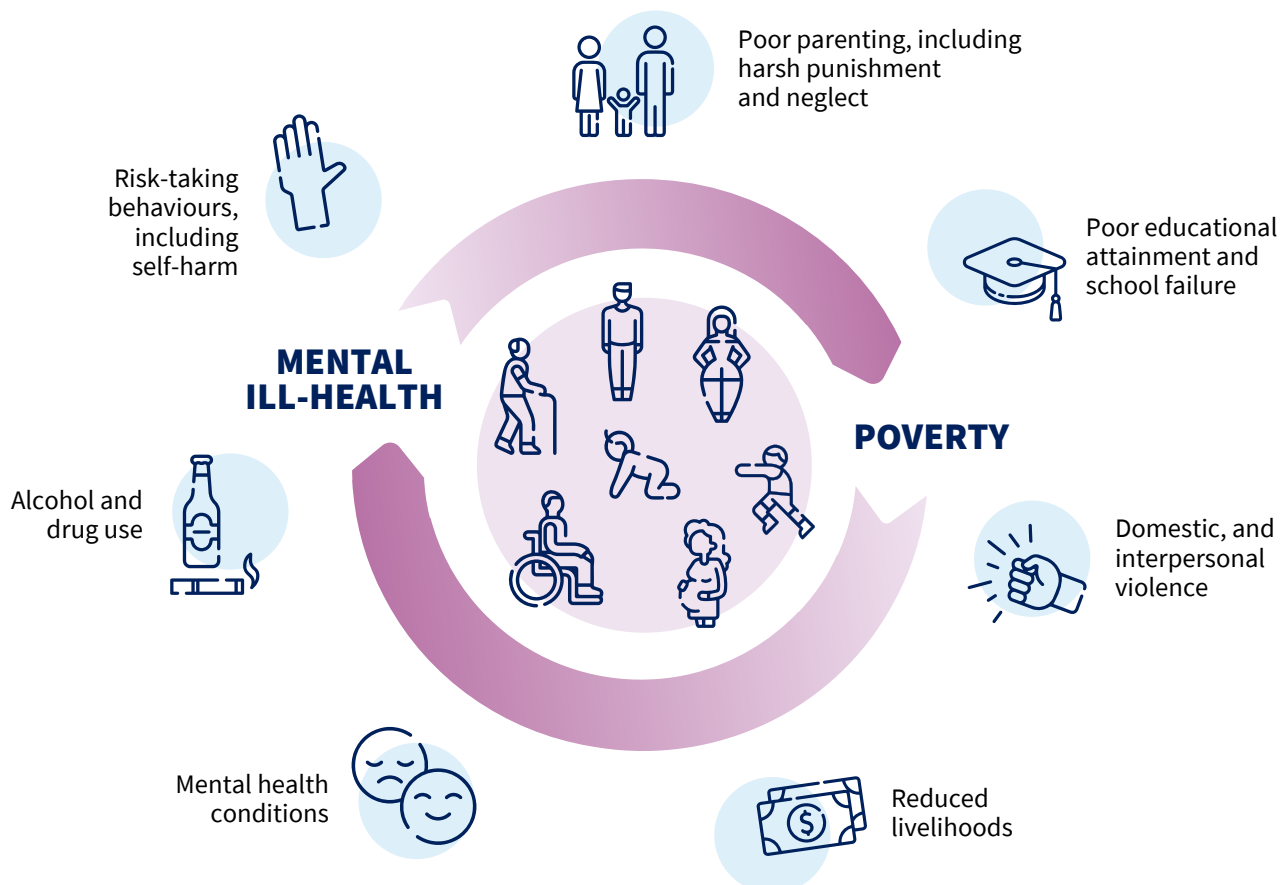 Poor parenting, including
harsh punishment
and neglect
Risk-taking
behaviours,
including
self-harm
Poor educational
attainment and
school failure
MENTAL
ILL-HEALTH
POVERTY
Alcohol and
drug use
Domestic, and
interpersonal
violence
Mental health
conditions
$
Reduced
livelihoods